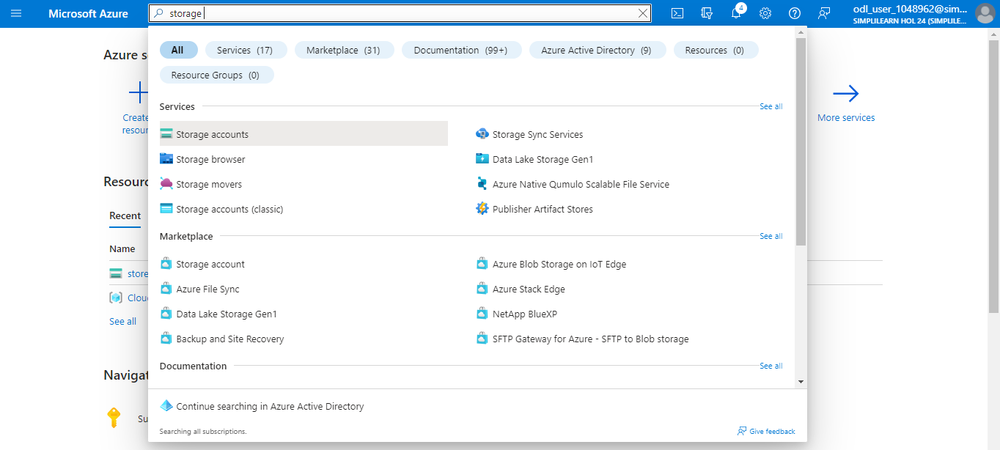 Microsoft Azure
storage
4
odl_user_1048962@sim...
SIMPLILEARN HOL 24 (SIMPLILE...
Azure s
All
Services (17)
Marketplace (31)
Documentation (99+)
Azure Active Directory (9)
Resources (0)
Resource Groups (0)
Create
resour
More services
Services
See all
Storage accounts
Storage Sync Services
Storage browser
Data Lake Storage Gen1
Storage movers
Azure Native Qumulo Scalable File Service
Storage accounts (classic)
Publisher Artifact Stores
Resourc
Recent
Name
store
Cloud
See all
Marketplace
See all
Storage account
Azure Blob Storage on IoT Edge
Azure File Sync
Azure Stack Edge
Data Lake Storage Gen1
NetApp BlueXP
Backup and Site Recovery
SFTP Gateway for Azure - SFTP to Blob storage
Documentation
See all
Navigat
Su
Continue searching in Azure Active Directory
Searching all subscriptions.
Give feedback